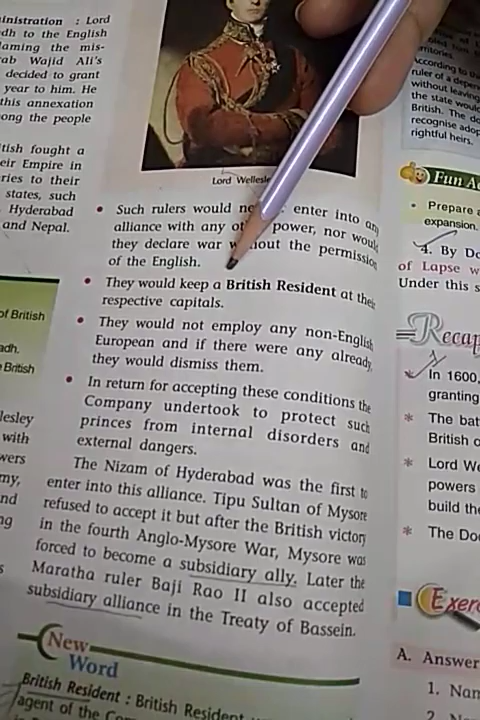 inistration : Lord
dh to the English
laming the mis-
ab Wajid Ali's
decided to grant
year to him. He
this annexation
ong the people
itish fought a
eir Empire in
ries to their
states, such
Hyderabad
and Nepal.
of British
adh.
British
lesley
with
wers
my,
nd
ng
Lord Wellesle
• Such rulers would ne enter into any
alliance with any ot power, nor would
they declare war without the permission
of the English.
• They would keep a British Resident at their
respective capitals.
• They would not employ any non-English
European and if there were any already,
they would dismiss them.
• In return for accepting these conditions the
Company undertook to protect such
princes from internal disorders and
external dangers.
The Nizam of Hyderabad was the first to
enter into this alliance. Tipu Sultan of Mysore
refused to accept it but after the British victory
in the fourth Anglo-Mysore War, Mysore was
forced to become a subsidiary ally. Later the
Maratha ruler Baji Rao II also accepted
subsidiary alliance in the Treaty of Bassein.
New
Word
British Resident : British Resident
agent of the Com
rritories.
According to th
ruler of a depen
without leaving
the state would
British. The do
recognise adop
rightful heirs.
Fun Ac
• Prepare a
expansion.
4. By Do
of Lapse w
Under this s
Recap
* In 1600,
granting
* The bat
British o
* Lord We
powers
build the
* The Doc
Exerc
A. Answer
1. Nam
2.